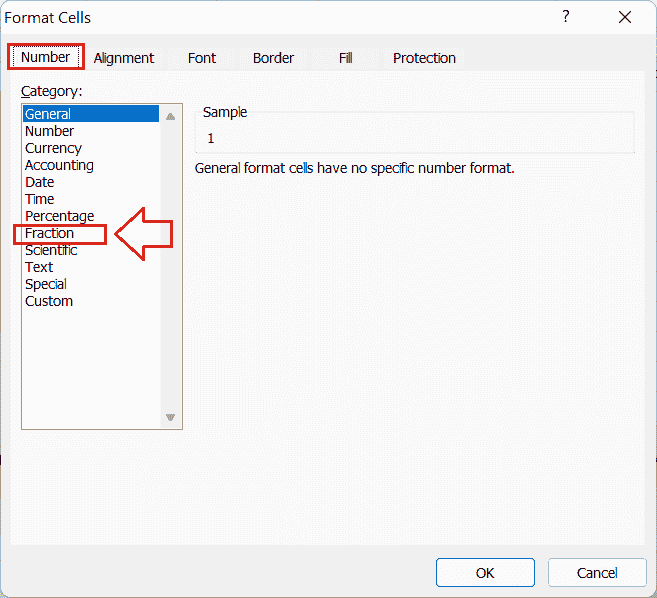 Format Cells ?
Number Alignment Font Border Fill Protection
Category:
General
Number
Currency
Accounting
Date
Time
Percentage
Fraction
Scientific
Text
Special
Custom
Sample
1
General format cells have no specific number format.
OK Cancel